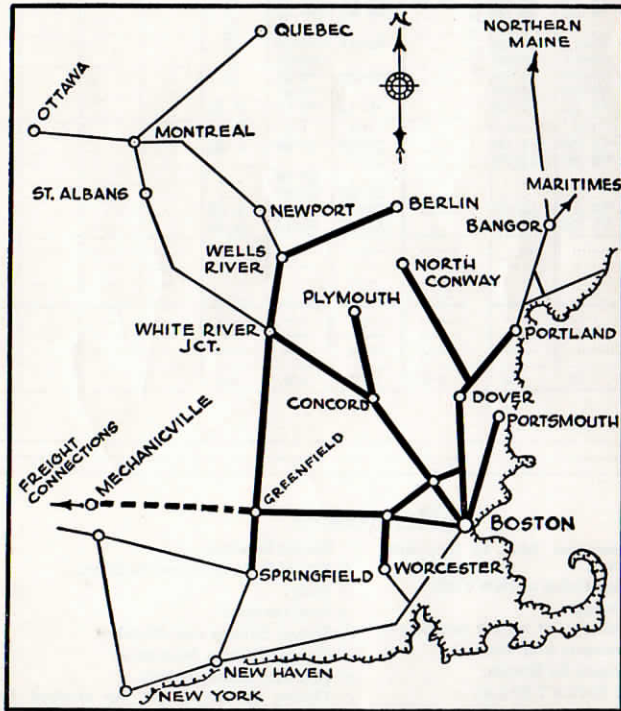 QUEBEC
N
NORTHERN
MAINE
OTTAWA
MONTREAL
ST. ALBANS
NEWPORT
BERLIN
MARITIMES
BANGOR
WELLS
RIVER
NORTH
CONWAY
PLYMOUTH
WHITE RIVER
JCT.
PORTLAND
CONCORD
DOVER
PORTSMOUTH
FREIGHT
CONNECTIONS
MECHANICVILLE
GREENFIELD
BOSTON
SPRINGFIELD
WORCESTER
NEW HAVEN
NEW YORK